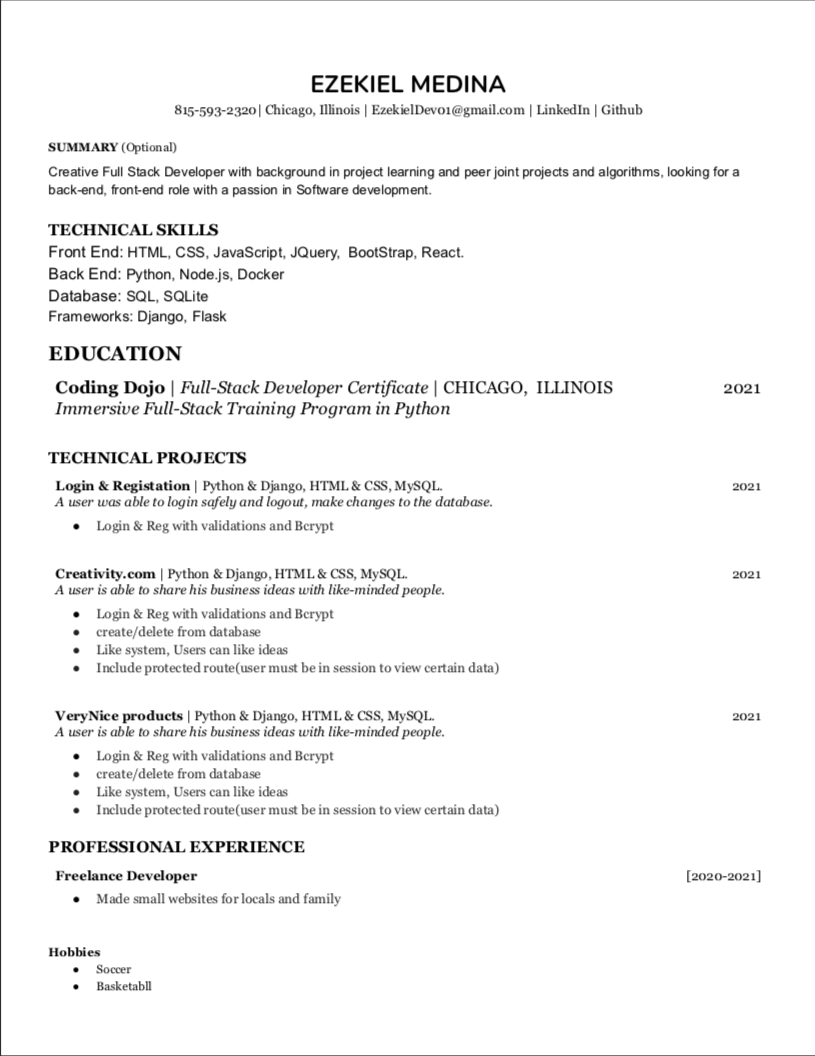 EZEKIEL MEDINA
815-593-2320| Chicago, Illinois | EzekielDev01@gmail.com | LinkedIn | Github
SUMMARY (Optional)
Creative Full Stack Developer with background in project learning and peer joint projects and algorithms, looking for a
back-end, front-end role with a passion in Software development.
TECHNICAL SKILLS
Front End: HTML, CSS, JavaScript, JQuery, BootStrap, React.
Back End: Python, Node.js, Docker
Database: SQL, SQLite
Frameworks: Django, Flask
EDUCATION
Coding Dojo | Full-Stack Developer Certificate | CHICAGO, ILLINOIS 2021
Immersive Full-Stack Training Program in Python
TECHNICAL PROJECTS
Login & Registation | Python & Django, HTML & CSS, MySQL. 2021
A user was able to login safely and logout, make changes to the database.
● Login & Reg with validations and Bcrypt
Creativity.com | Python & Django, HTML & CSS, MySQL. 2021
A user is able to share his business ideas with like-minded people.
● Login & Reg with validations and Bcrypt
● create/delete from database
● Like system, Users can like ideas
● Include protected route(user must be in session to view certain data)
VeryNice products | Python & Django, HTML & CSS, MySQL. 2021
A user is able to share his business ideas with like-minded people.
● Login & Reg with validations and Bcrypt
● create/delete from database
● Like system, Users can like ideas
● Include protected route(user must be in session to view certain data)
PROFESSIONAL EXPERIENCE
Freelance Developer [2020-2021]
● Made small websites for locals and family
Hobbies
● Soccer
● Basketabll